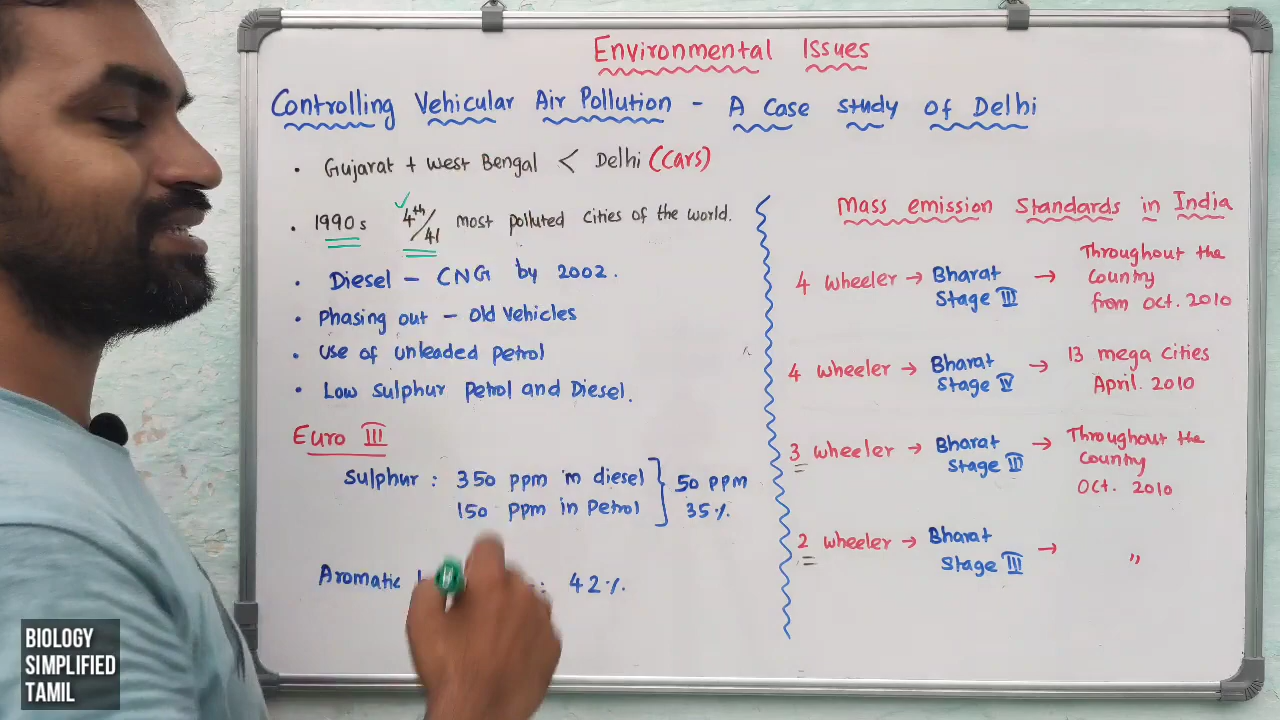 Environmental Issues
Controlling Vehicular Air Pollution - A Case study of Delhi
• Gujarat + West Bengal < Delhi (Cars)
• 1990s 4th/41 most polluted Cities of the world.
• Diesel - CNG by 2002.
• Phasing out - Old Vehicles
• Use of unleaded petrol
• Low sulphur Petrol and Diesel.
Euro III
Sulphur : 350 ppm in diesel } 50 ppm
150 ppm in Petrol 35%.
Aromatic : 42%.
Mass emission Standards in India
4 wheeler → Bharat Stage III → Throughout the Country from Oct. 2010
4 wheeler → Bharat Stage IV → 13 mega Cities April. 2010
3 wheeler → Bharat Stage III → Throughout the Country Oct. 2010
2 wheeler → Bharat Stage III → "
BIOLOGY
SIMPLIFIED
TAMIL